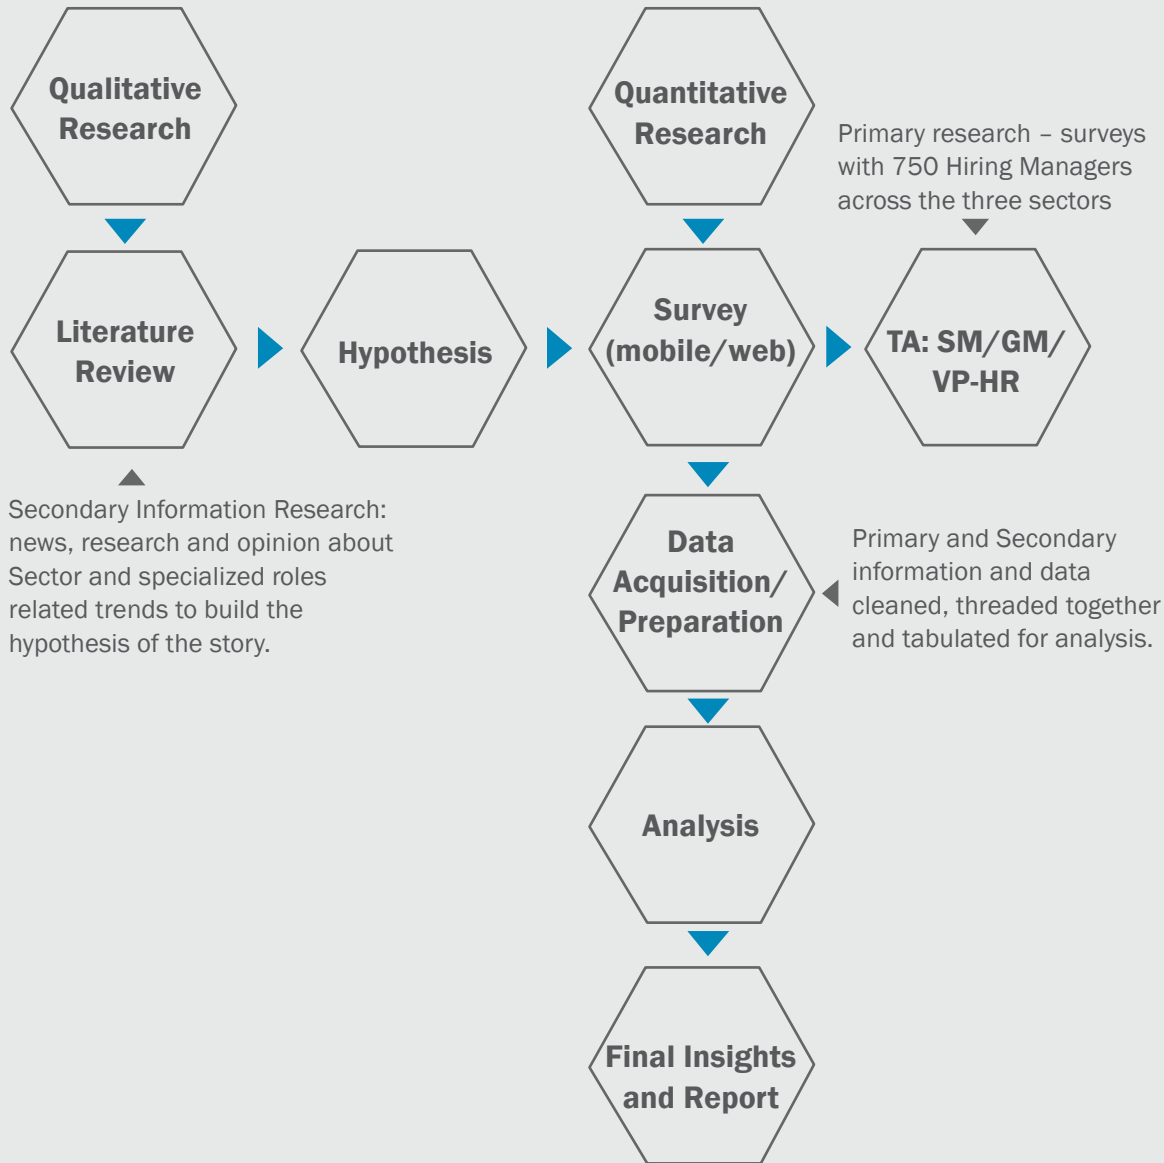 Qualitative
Research
Quantitative
Research
Primary research – surveys
with 750 Hiring Managers
across the three sectors
Literature
Review
Hypothesis
Survey
(mobile/web)
TA: SM/GM/
VP-HR
Secondary Information Research:
news, research and opinion about
Sector and specialized roles
related trends to build the
hypothesis of the story.
Data
Acquisition/
Preparation
Primary and Secondary
information and data
cleaned, threaded together
and tabulated for analysis.
Analysis
Final Insights
and Report